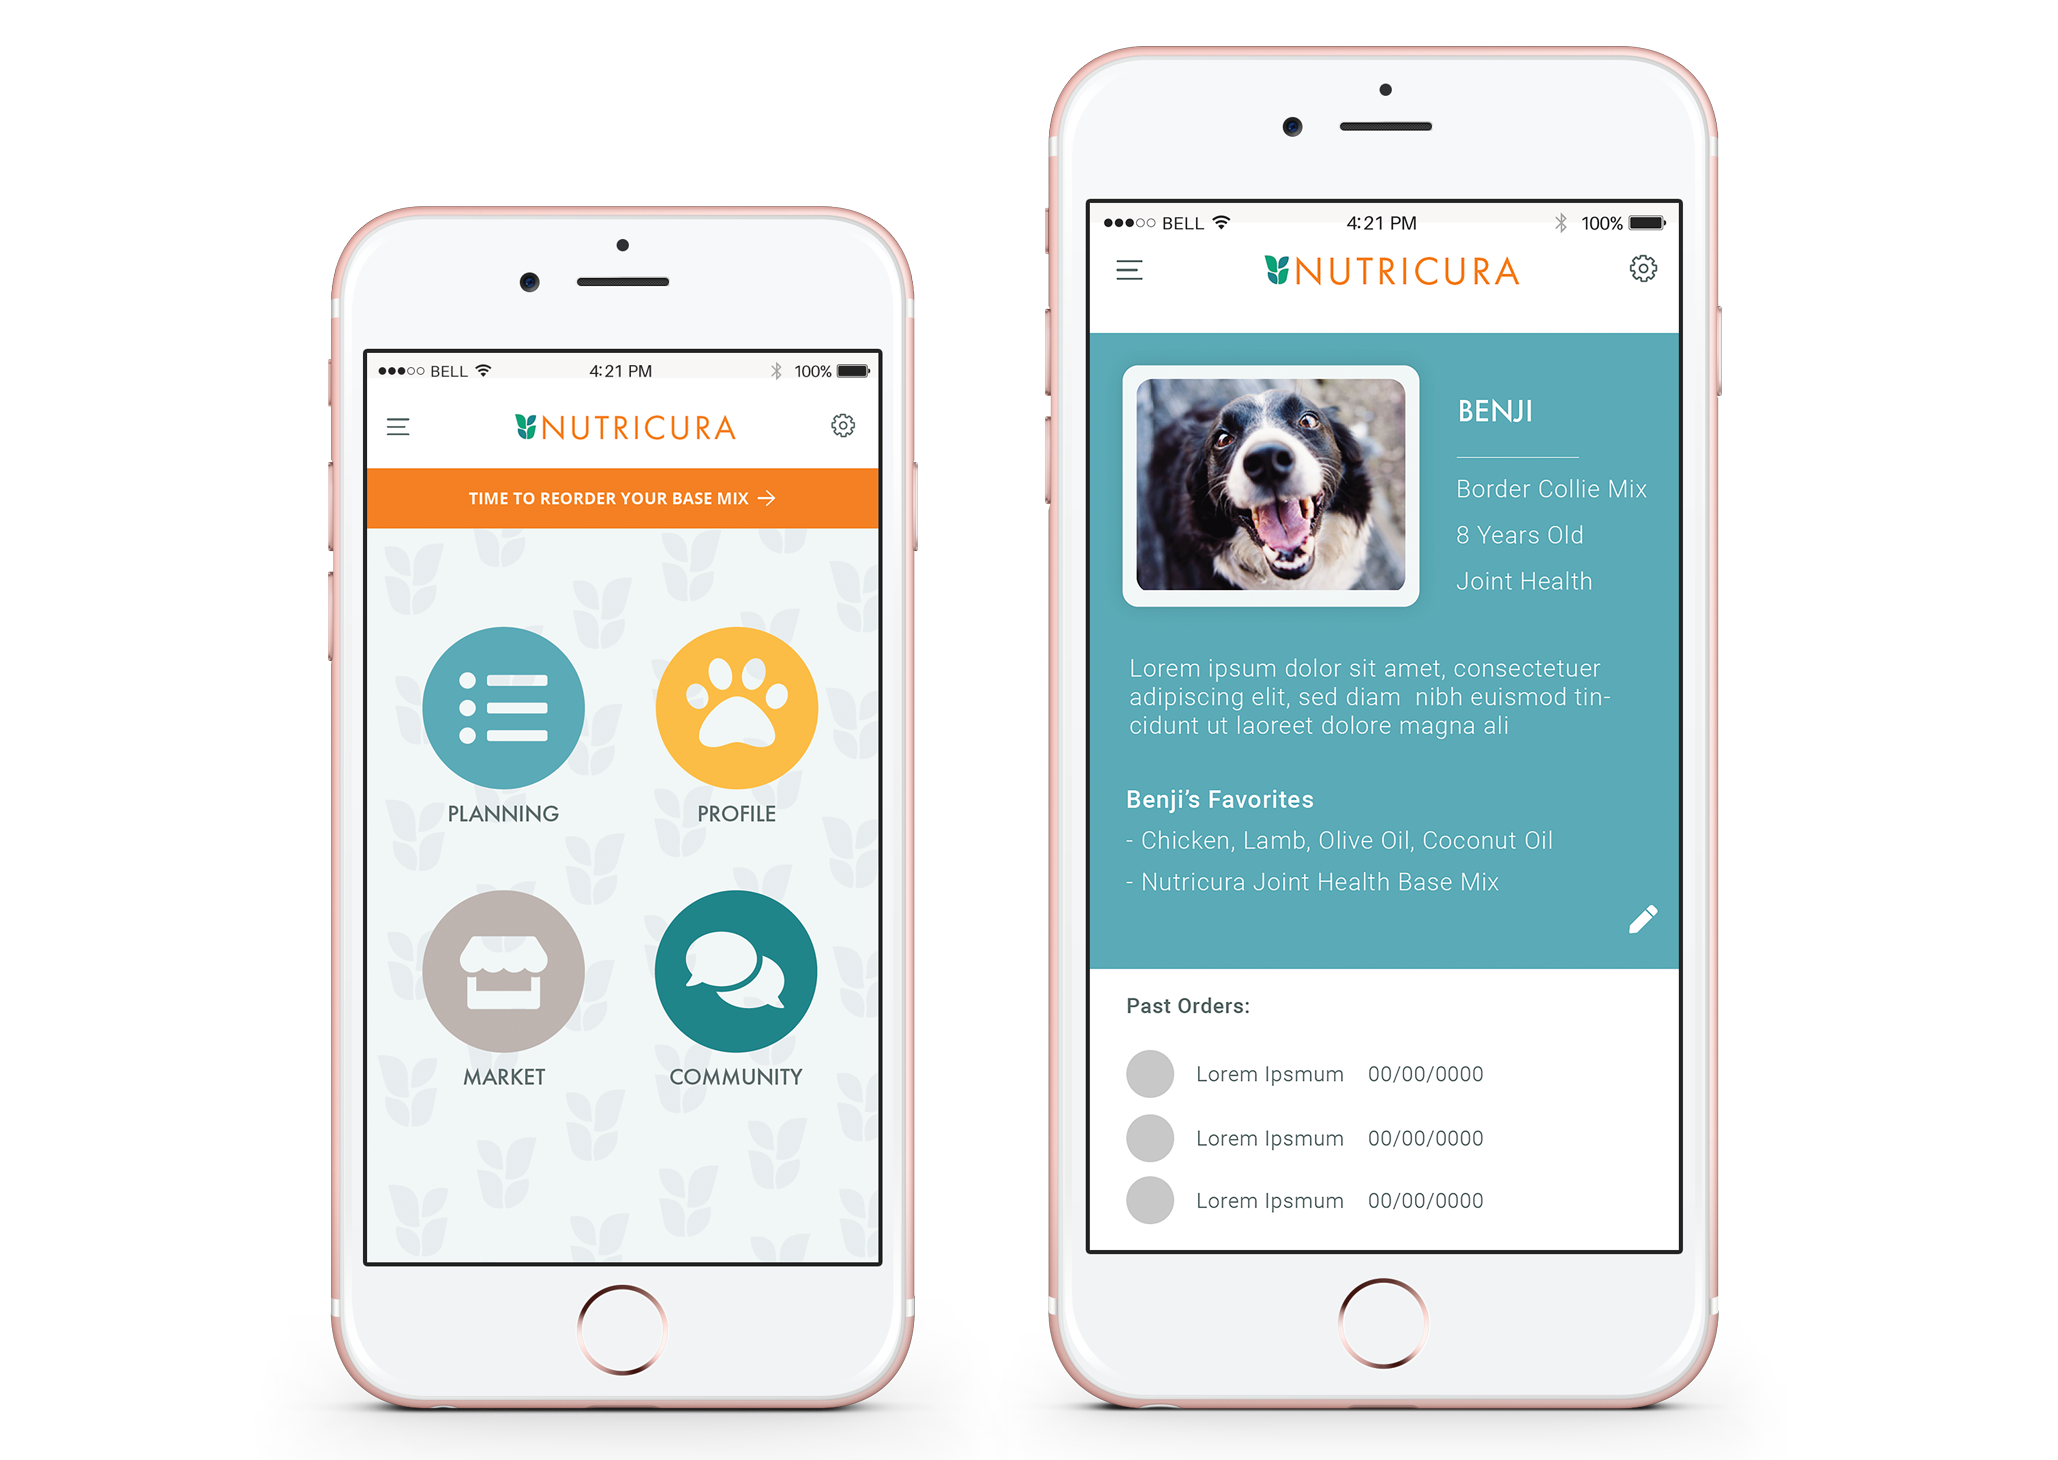 BELL 4:21 PM 100%
NUTRICURA
TIME TO REORDER YOUR BASE MIX →
PLANNING PROFILE
MARKET COMMUNITY
BELL 4:21 PM 100%
NUTRICURA
BENJI
Border Collie Mix
8 Years Old
Joint Health
Lorem ipsum dolor sit amet, consectetuer
adipiscing elit, sed diam nibh euismod tin-
cidunt ut laoreet dolore magna ali
Benji’s Favorites
- Chicken, Lamb, Olive Oil, Coconut Oil
- Nutricura Joint Health Base Mix
Past Orders:
Lorem Ipsmum 00/00/0000
Lorem Ipsmum 00/00/0000
Lorem Ipsmum 00/00/0000